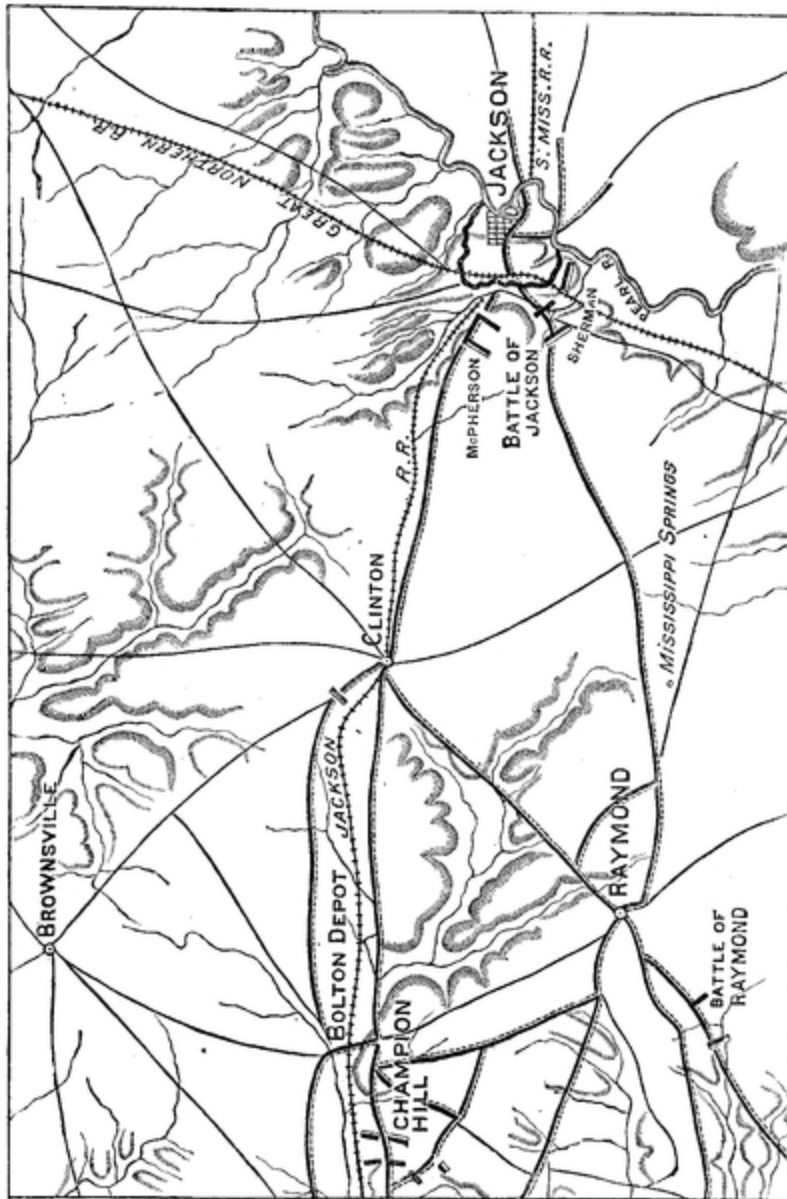 BROWNSVILLE
GREAT NORTHERN R.R.
JACKSON
S. MISS. R.R.
PEARL R.
SHERMAN
BATTLE OF
JACKSON
McPHERSON
R.R.
CLINTON
MISSISSIPPI SPRINGS
JACKSON
BOLTON DEPOT
CHAMPION
HILL
RAYMOND
BATTLE OF
RAYMOND